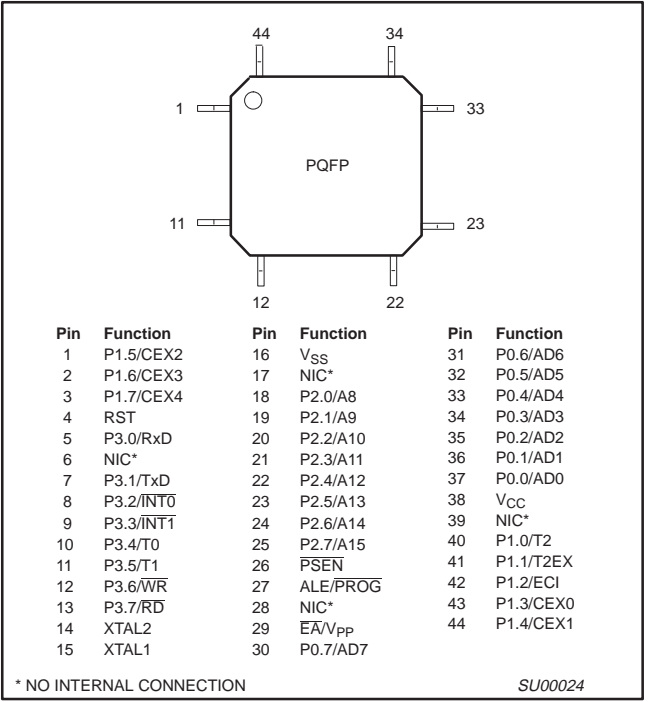 44 34
1 33
PQFP
11 23
12 22
Pin Function Pin Function Pin Function
1 P1.5/CEX2 16 VSS 31 P0.6/AD6
2 P1.6/CEX3 17 NIC* 32 P0.5/AD5
3 P1.7/CEX4 18 P2.0/A8 33 P0.4/AD4
4 RST 19 P2.1/A9 34 P0.3/AD3
5 P3.0/RxD 20 P2.2/A10 35 P0.2/AD2
6 NIC* 21 P2.3/A11 36 P0.1/AD1
7 P3.1/TxD 22 P2.4/A12 37 P0.0/AD0
8 P3.2/I̅N̅T̅0̅ 23 P2.5/A13 38 VCC
9 P3.3/I̅N̅T̅1̅ 24 P2.6/A14 39 NIC*
10 P3.4/T0 25 P2.7/A15 40 P1.0/T2
11 P3.5/T1 26 P̅S̅E̅N̅ 41 P1.1/T2EX
12 P3.6/W̅R̅ 27 ALE/P̅R̅O̅G̅ 42 P1.2/ECI
13 P3.7/R̅D̅ 28 NIC* 43 P1.3/CEX0
14 XTAL2 29 E̅A̅/VPP 44 P1.4/CEX1
15 XTAL1 30 P0.7/AD7
* NO INTERNAL CONNECTION SU00024